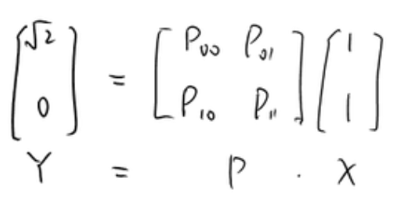 [√2 0] = [P₀₀ P₀₁ P₁₀ P₁₁] [1 1]
Y = P . X